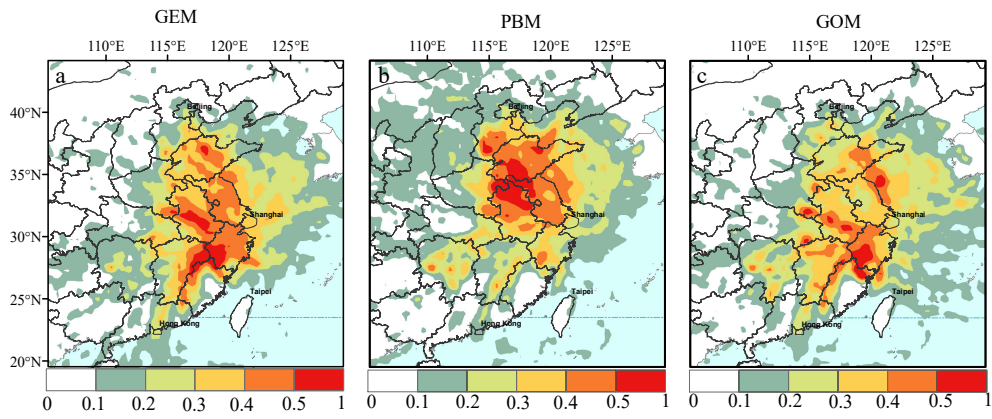 GEM PBM GOM
110°E 115°E 120°E 125°E 110°E 115°E 120°E 125°E 110°E 115°E 120°E 125°E
a b c
Beijing Beijing Beijing
40°N
35°N
Shanghai Shanghai Shanghai
30°N
25°N
Taipei Taipei Taipei
Hong Kong Hong Kong Hong Kong
20°N
0 0.1 0.2 0.3 0.4 0.5 1 0 0.1 0.2 0.3 0.4 0.5 1 0 0.1 0.2 0.3 0.4 0.5 1